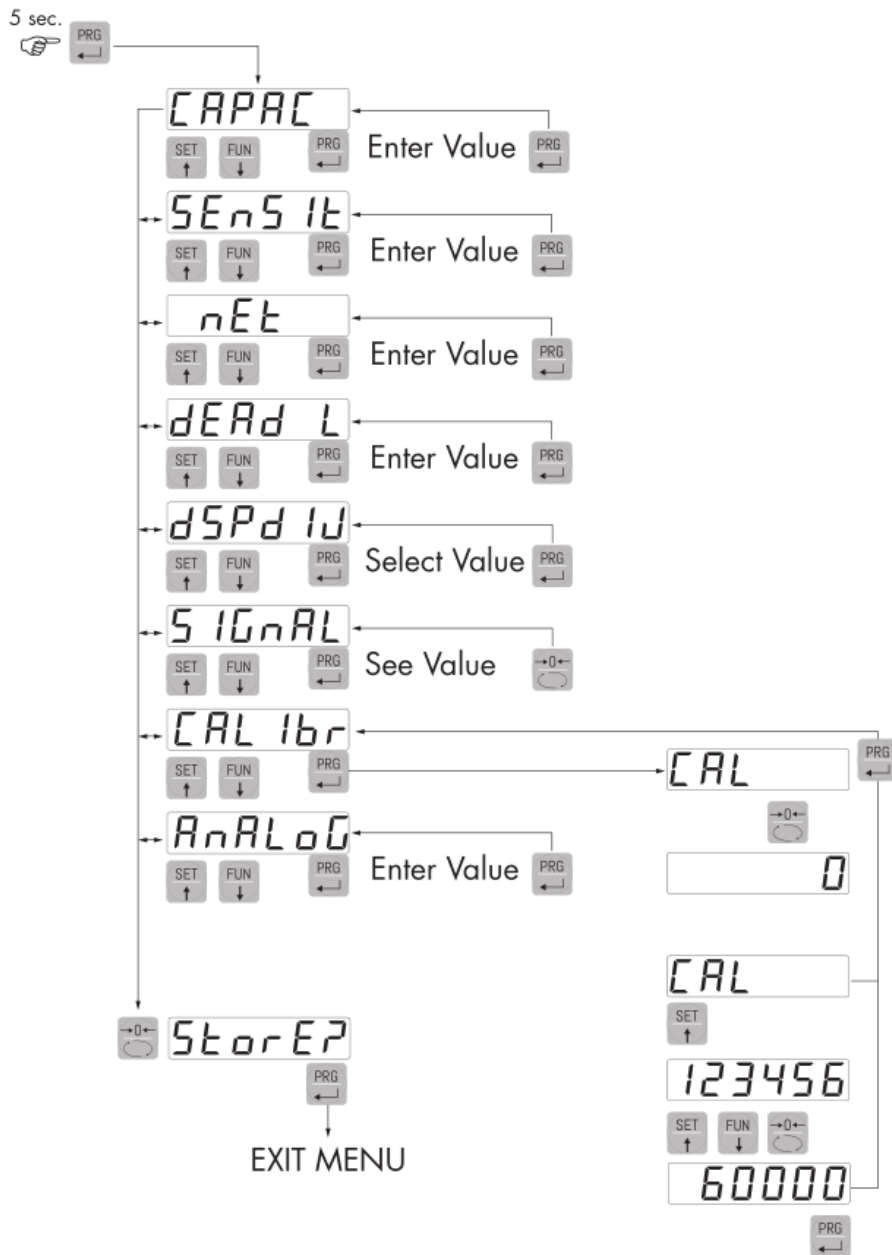 5 sec.
PRG
CAPAC
SET FUN PRG Enter Value PRG
SEnSIt
SET FUN PRG Enter Value PRG
nEt
SET FUN PRG Enter Value PRG
dEAd L
SET FUN PRG Enter Value PRG
dSPdIV
SET FUN PRG Select Value PRG
SIGnAL
SET FUN PRG See Value →0←
CALIbr PRG
SET FUN PRG CAL
→0←
AnALoG
SET FUN PRG Enter Value PRG
0
CAL
SET
→0← StorE?
PRG
123456
SET FUN →0←
EXIT MENU
60000
PRG